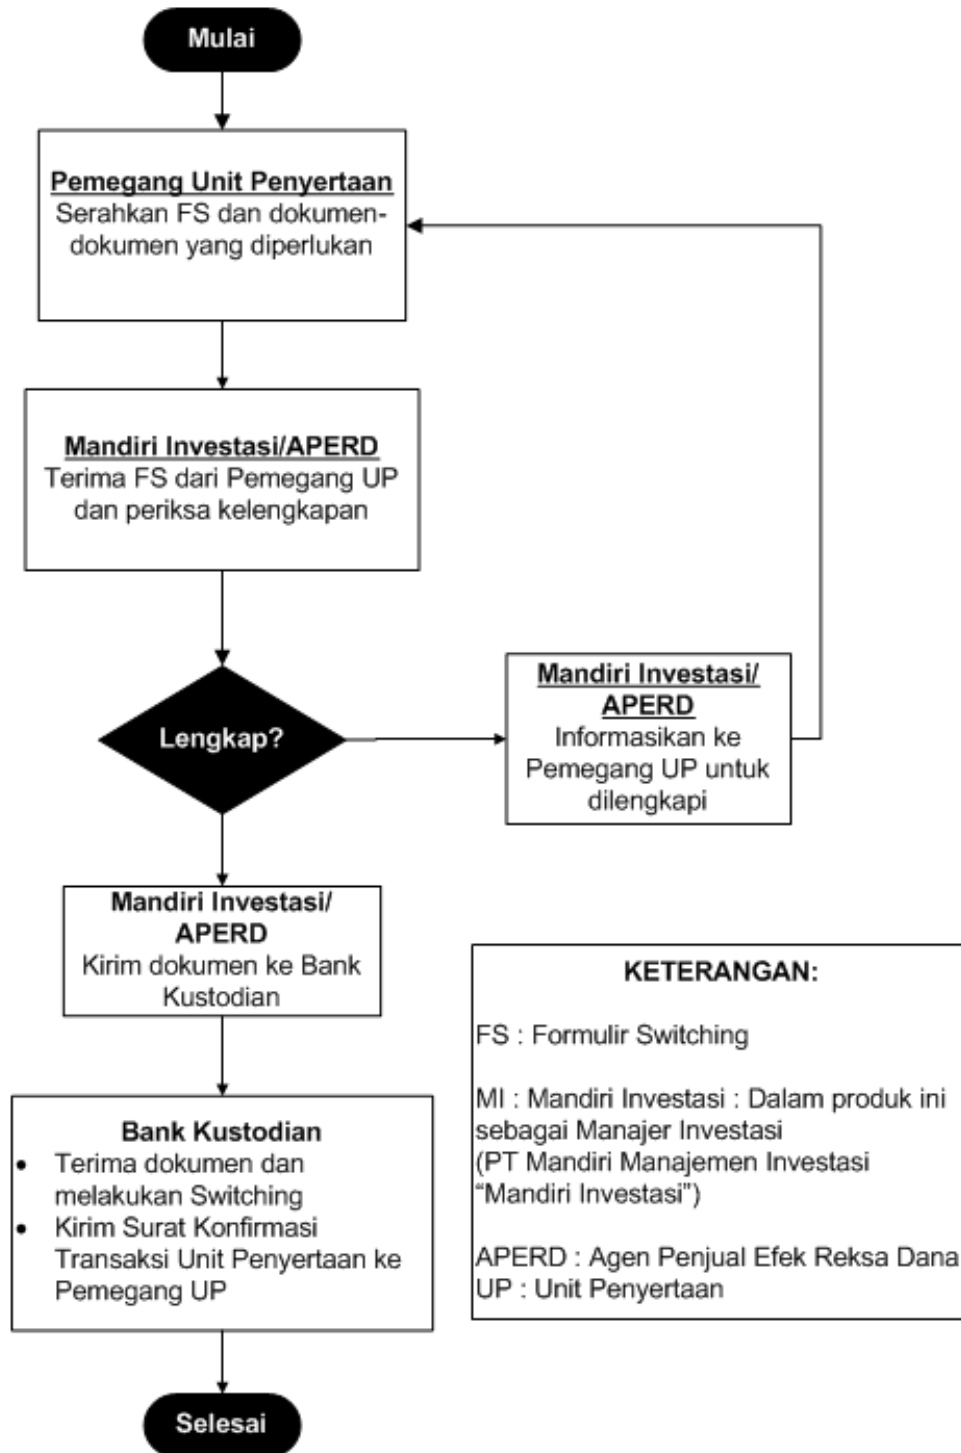 Mulai
Pemegang Unit Penyertaan
Serahkan FS dan dokumen-
dokumen yang diperlukan
Mandiri Investasi/APERD
Terima FS dari Pemegang UP
dan periksa kelengkapan
Lengkap?
Mandiri Investasi/
APERD
Informasikan ke
Pemegang UP untuk
dilengkapi
Mandiri Investasi/
APERD
Kirim dokumen ke Bank
Kustodian
Bank Kustodian
• Terima dokumen dan
melakukan Switching
• Kirim Surat Konfirmasi
Transaksi Unit Penyertaan ke
Pemegang UP
Selesai
KETERANGAN:
FS : Formulir Switching
MI : Mandiri Investasi : Dalam produk ini
sebagai Manajer Investasi
(PT Mandiri Manajemen Investasi
“Mandiri Investasi”)
APERD : Agen Penjual Efek Reksa Dana
UP : Unit Penyertaan